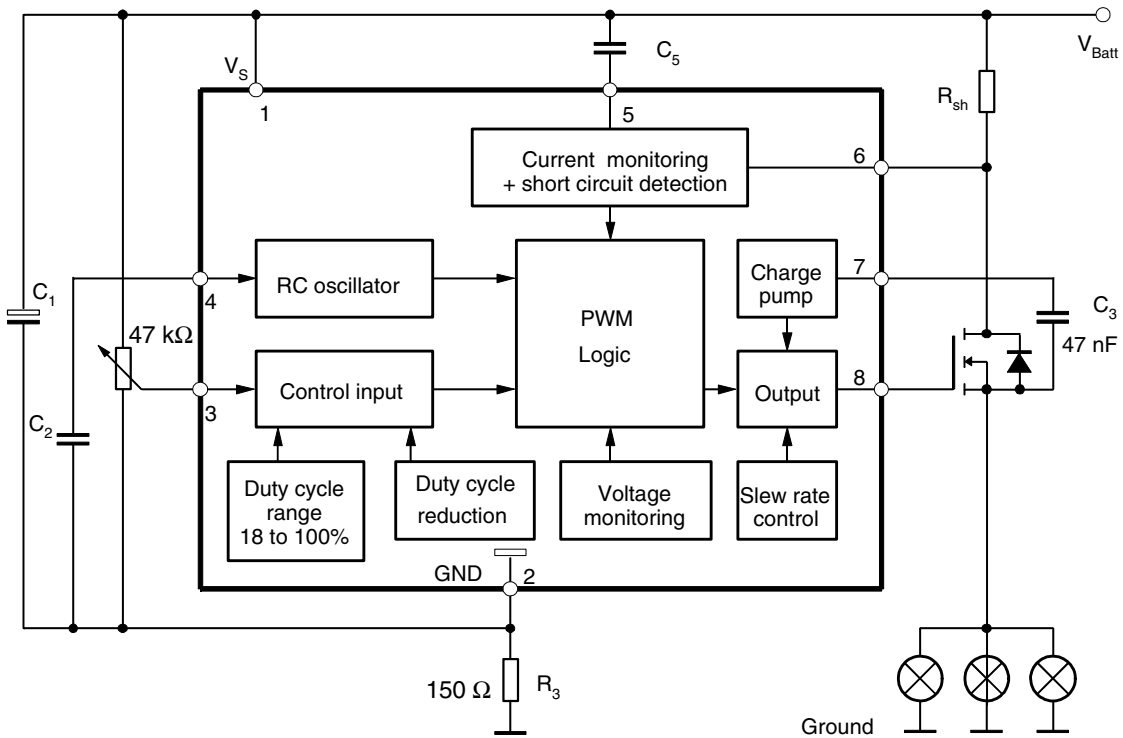 V_Batt
C_5
V_S
1
5
R_sh
Current monitoring
+ short circuit detection
6
Charge
pump
7
RC oscillator
4
C_1
C_3
PWM
Logic
47 kΩ
47 nF
Control input
3
Output
8
C_2
Duty cycle
range
18 to 100%
Duty cycle
reduction
Voltage
monitoring
Slew rate
control
GND
2
150 Ω
R_3
Ground